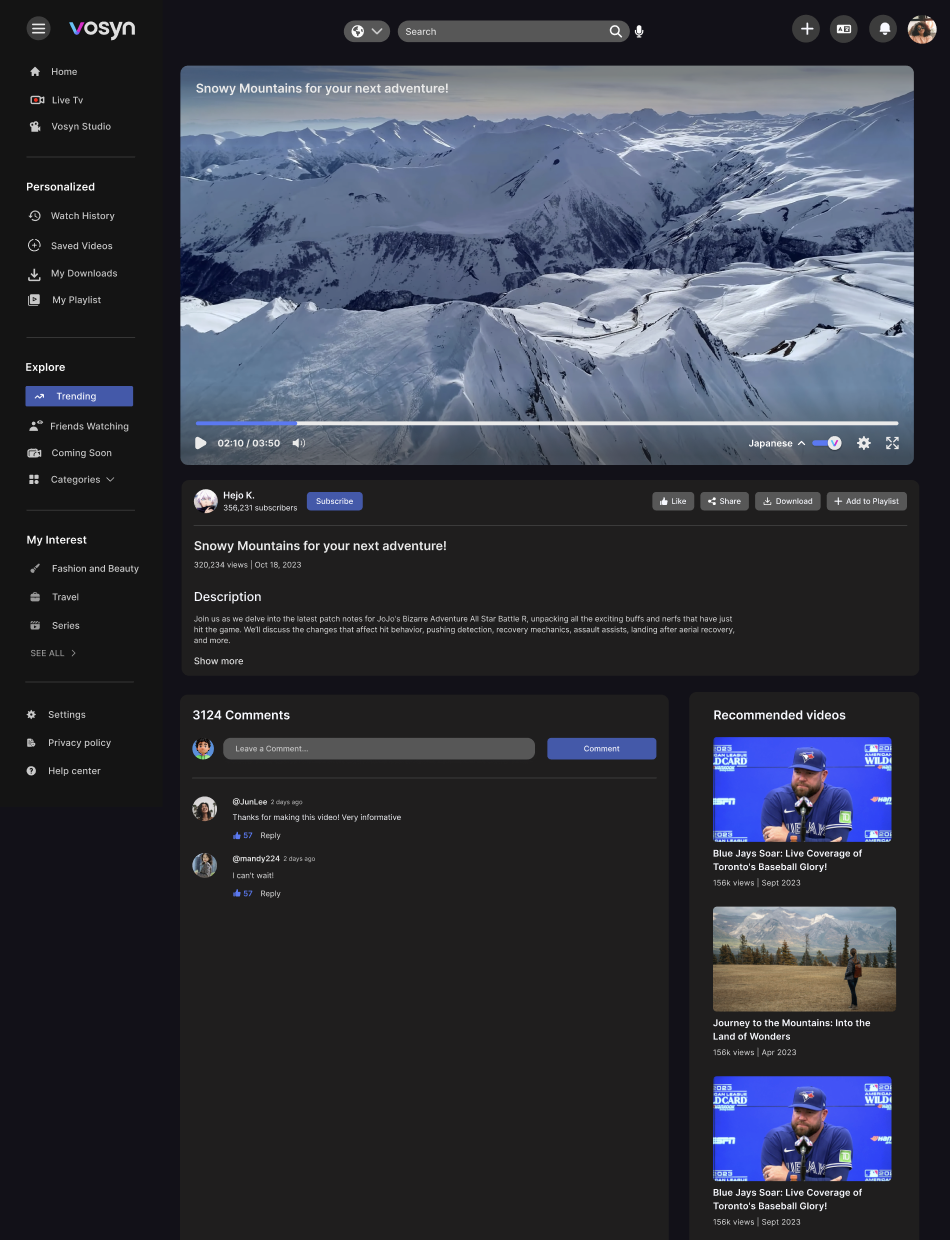 vosyn
Search
Home
Live Tv
Vosyn Studio
Personalized
Watch History
Saved Videos
My Downloads
My Playlist
Explore
Trending
Friends Watching
Coming Soon
Categories
My Interest
Fashion and Beauty
Travel
Series
SEE ALL
Settings
Privacy policy
Help center
Snowy Mountains for your next adventure!
02:10 / 03:50
Japanese
Hejo K.
356,231 subscribers
Subscribe
Like
Share
Download
Add to Playlist
Snowy Mountains for your next adventure!
320,234 views | Oct 18, 2023
Description
Join us as we delve into the latest patch notes for JoJo's Bizarre Adventure All Star Battle R, unpacking all the exciting buffs and nerfs that have just
hit the game. We'll discuss the changes that affect hit behavior, pushing detection, recovery mechanics, assault assists, landing after aerial recovery,
and more.
Show more
3124 Comments
Leave a Comment...
Comment
@JunLee 2 days ago
Thanks for making this video! Very informative
57 Reply
@mandy224 2 days ago
I can't wait!
57 Reply
Recommended videos
Blue Jays Soar: Live Coverage of
Toronto's Baseball Glory!
156k views | Sept 2023
Journey to the Mountains: Into the
Land of Wonders
156k views | Apr 2023
Blue Jays Soar: Live Coverage of
Toronto's Baseball Glory!
156k views | Sept 2023